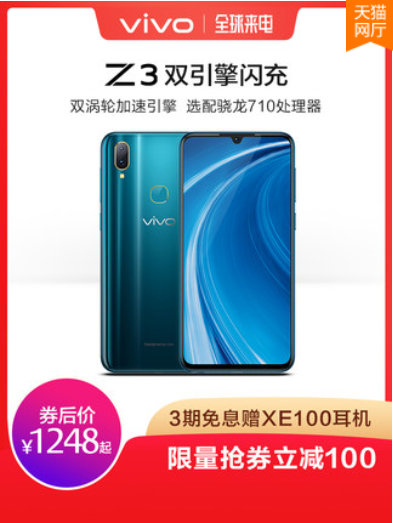 vivo 全球来电
天猫
网厅
Z3双引擎闪充
双涡轮加速引擎 选配骁龙710处理器
vivo
券后价
¥1248起
3期免息赠XE100耳机
限量抢券立减100